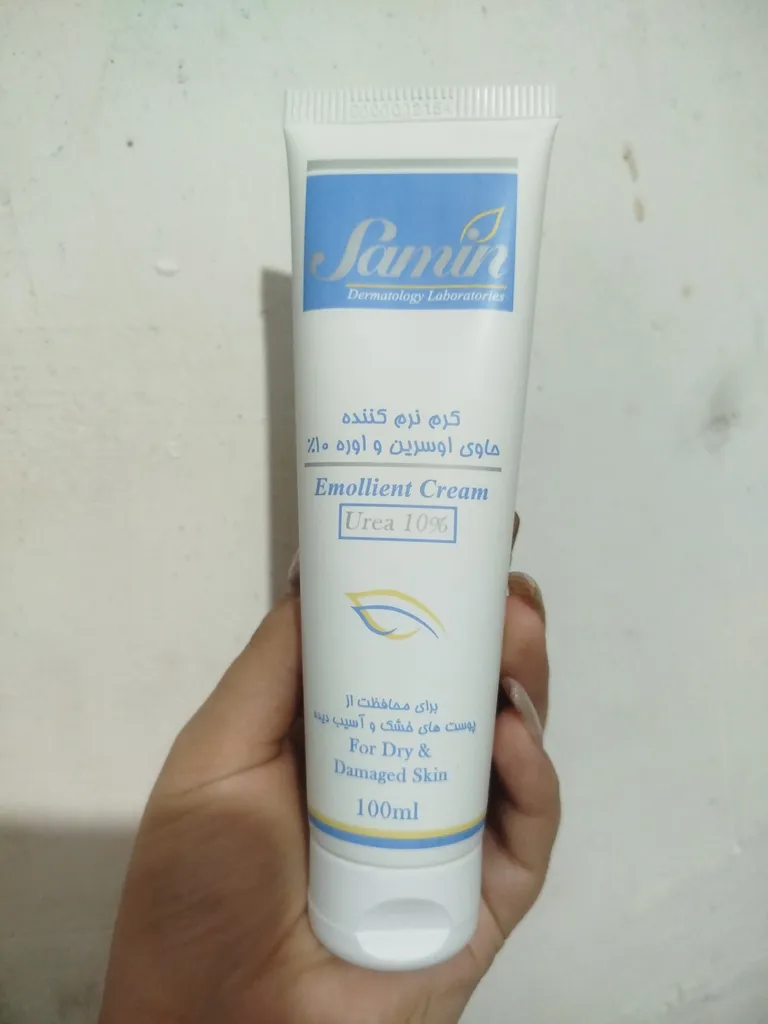 Samin
Dermatology Laboratories
کرم نرم کننده
حاوی اوسرین و اوره ۱۰٪
Emollient Cream
Urea 10%
برای محافظت از
پوست های خشک و آسیب دیده
For Dry &
Damaged Skin
100ml